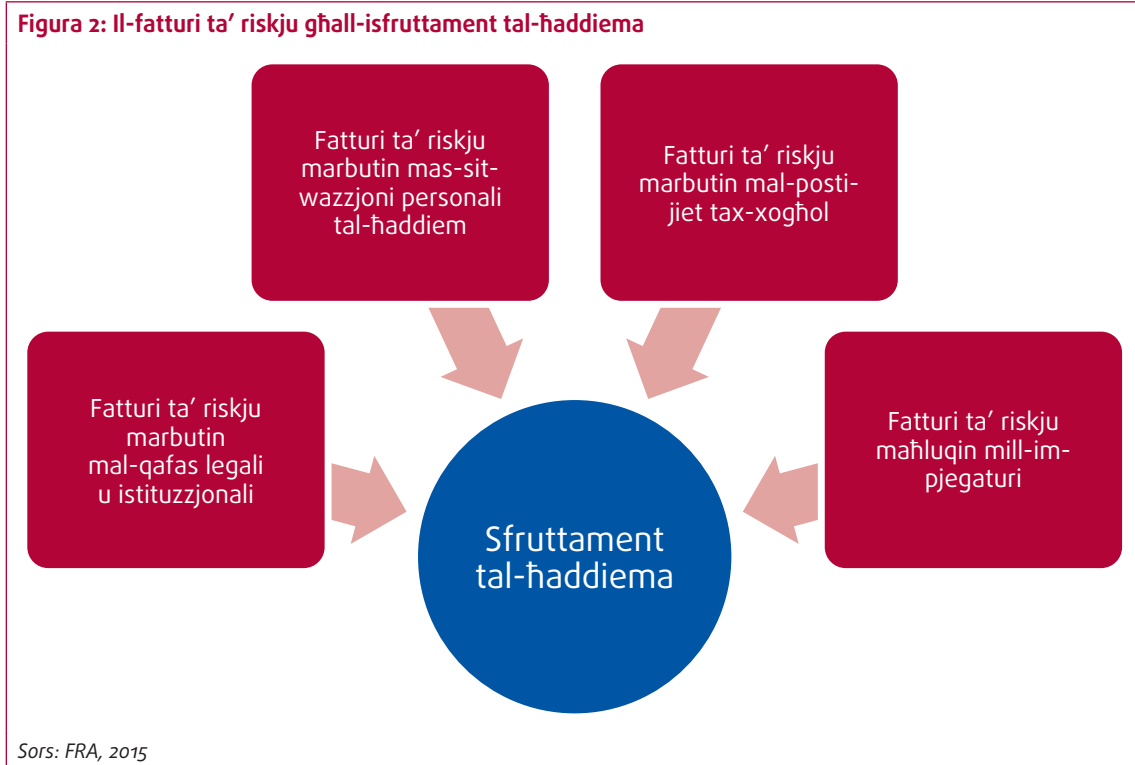 Figura 2: Il-fatturi ta’ riskju għall-isfruttament tal-ħaddiema
Fatturi ta’ riskju
marbutin mas-sit-
wazzjoni personali
tal-ħaddiem
Fatturi ta’ riskju
marbutin mal-posti-
jiet tax-xogħol
Fatturi ta’ riskju
marbutin
mal-qafas legali
u istituzzjonali
Fatturi ta’ riskju
maħluqin mill-im-
pjegaturi
Sfruttament
tal-ħaddiema
Sors: FRA, 2015